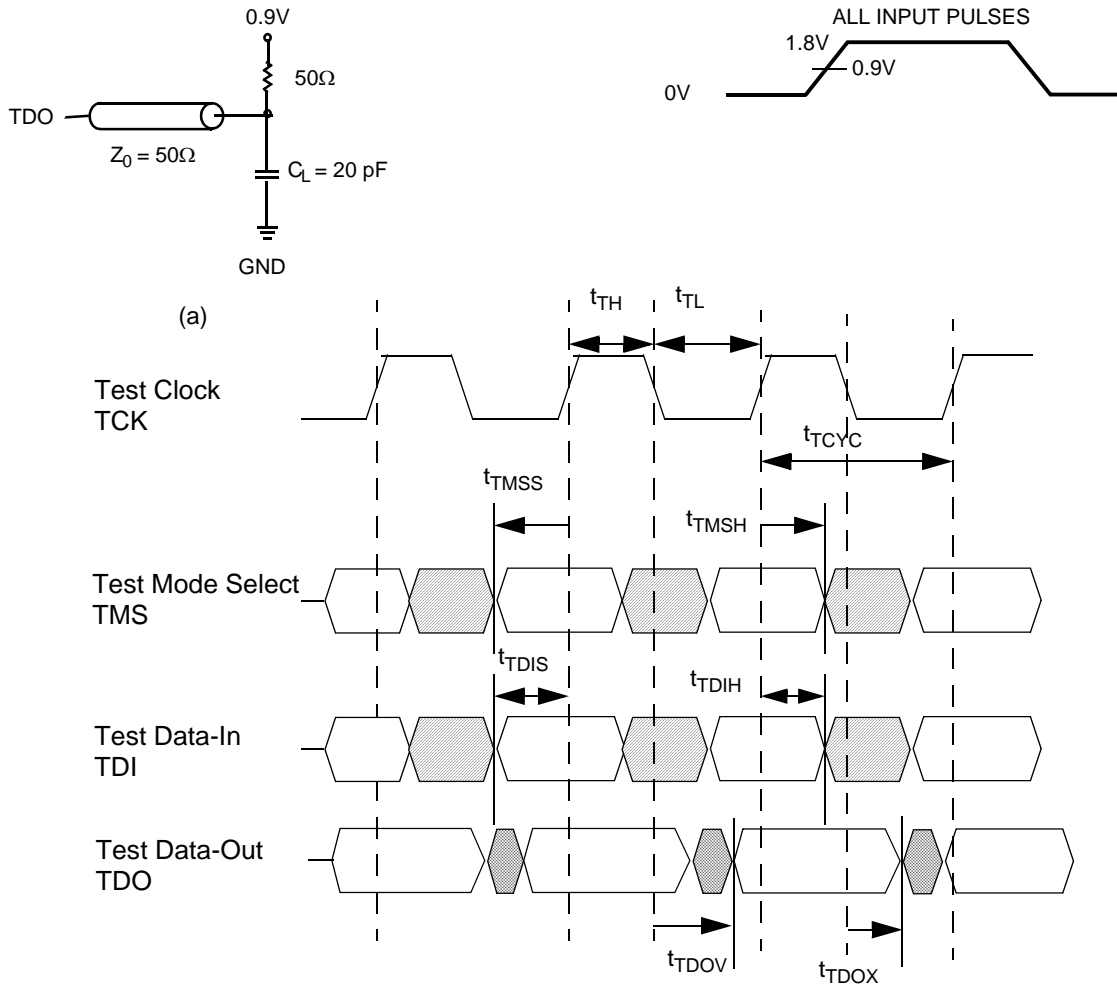 0.9V
50Ω
TDO
Z0 = 50Ω
CL = 20 pF
GND
(a)
ALL INPUT PULSES
1.8V
0.9V
0V
tTH
tTL
Test Clock
TCK
tTCYC
tTMSS
tTMSH
Test Mode Select
TMS
tTDIS
tTDIH
Test Data-In
TDI
Test Data-Out
TDO
tTDOV
tTDOX